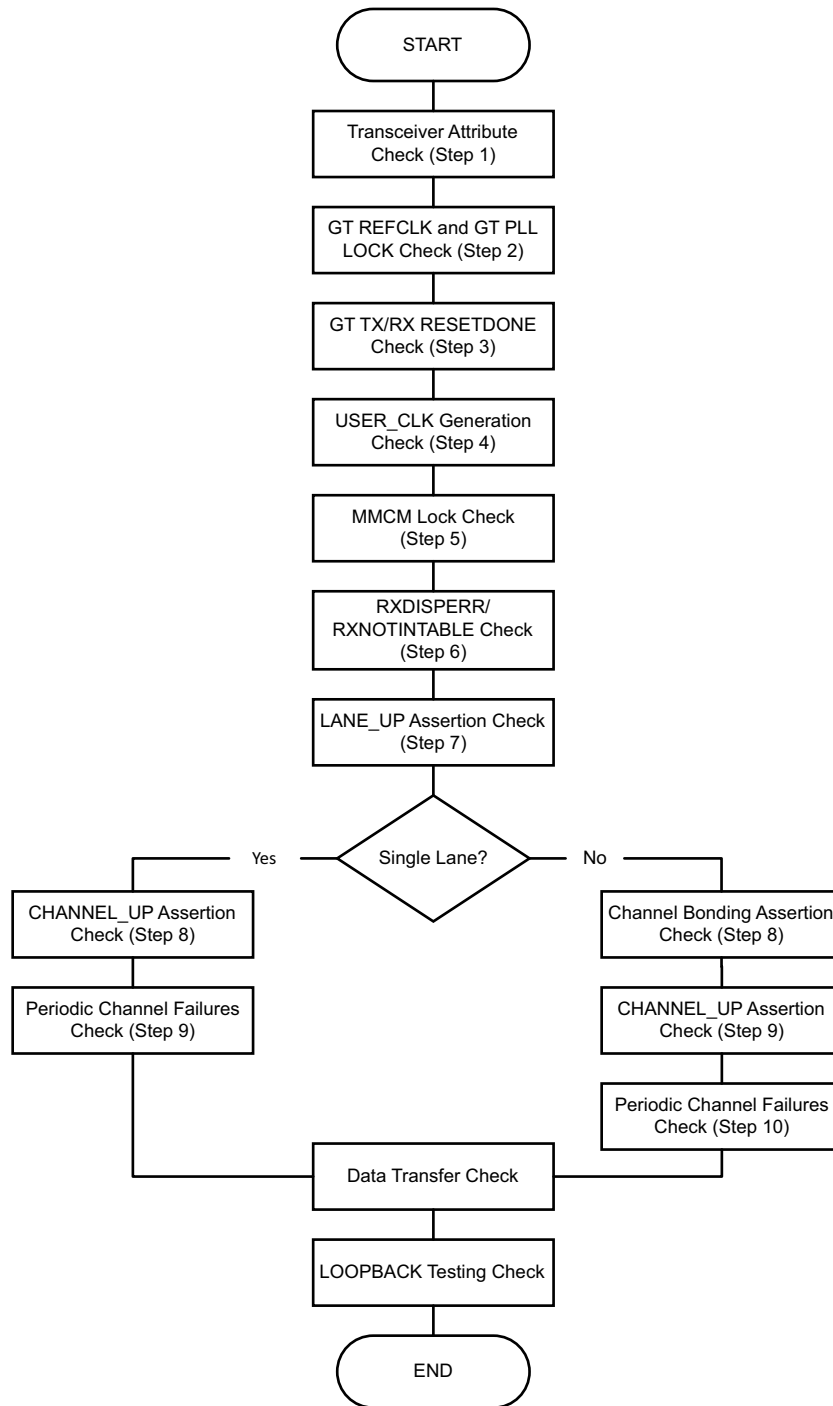 START
Transceiver Attribute
Check (Step 1)
GT REFCLK and GT PLL
LOCK Check (Step 2)
GT TX/RX RESETDONE
Check (Step 3)
USER_CLK Generation
Check (Step 4)
MMCM Lock Check
(Step 5)
RXDISPERR/
RXNOTINTABLE Check
(Step 6)
LANE_UP Assertion Check
(Step 7)
Single Lane?
Yes
No
CHANNEL_UP Assertion
Check (Step 8)
Periodic Channel Failures
Check (Step 9)
Channel Bonding Assertion
Check (Step 8)
CHANNEL_UP Assertion
Check (Step 9)
Periodic Channel Failures
Check (Step 10)
Data Transfer Check
LOOPBACK Testing Check
END